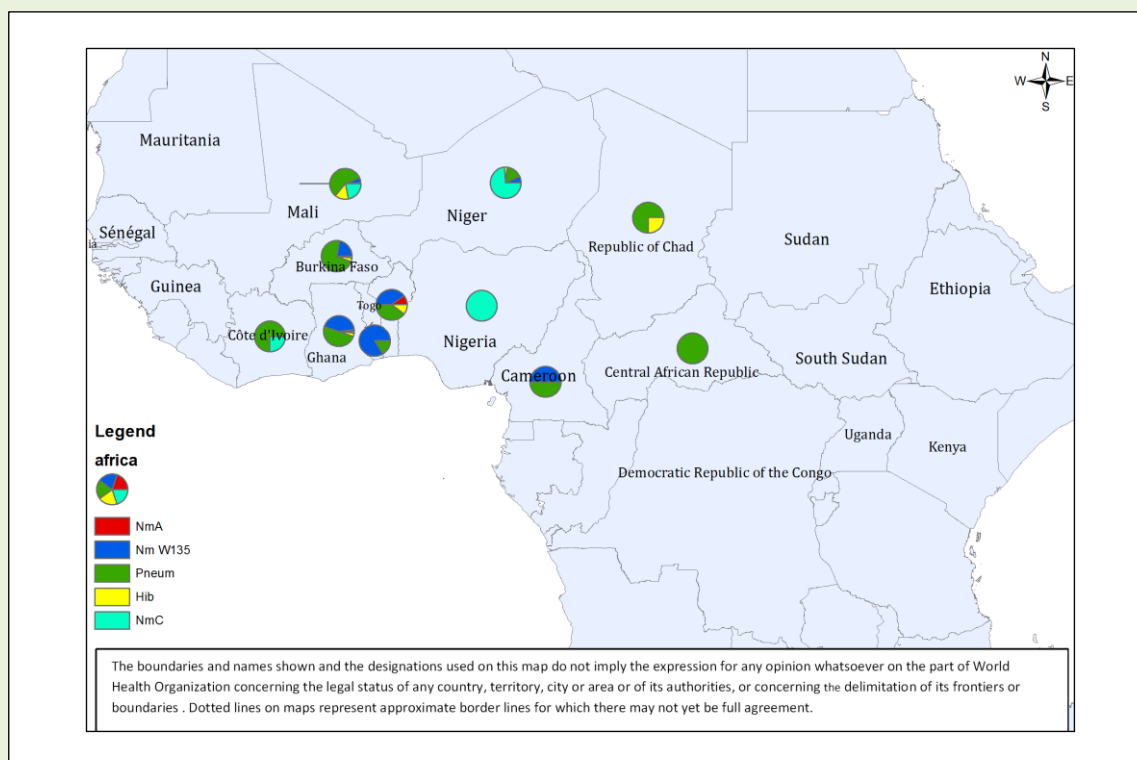 N
W E
S
Mauritania
Mali
Niger
Republic of Chad
Sudan
Sénégal
ia
Burkina Faso
Guinea
Togo
Ethiopia
Côte d'Ivoire
Ghana
Nigeria
Cameroon
Central African Republic
South Sudan
Uganda
Kenya
Democratic Republic of the Congo
Legend
africa
NmA
Nm W135
Pneum
Hib
NmC
The boundaries and names shown and the designations used on this map do not imply the expression for any opinion whatsoever on the part of World
Health Organization concerning the legal status of any country, territory, city or area or of its authorities, or concerning the delimitation of its frontiers or
boundaries . Dotted lines on maps represent approximate border lines for which there may not yet be full agreement.